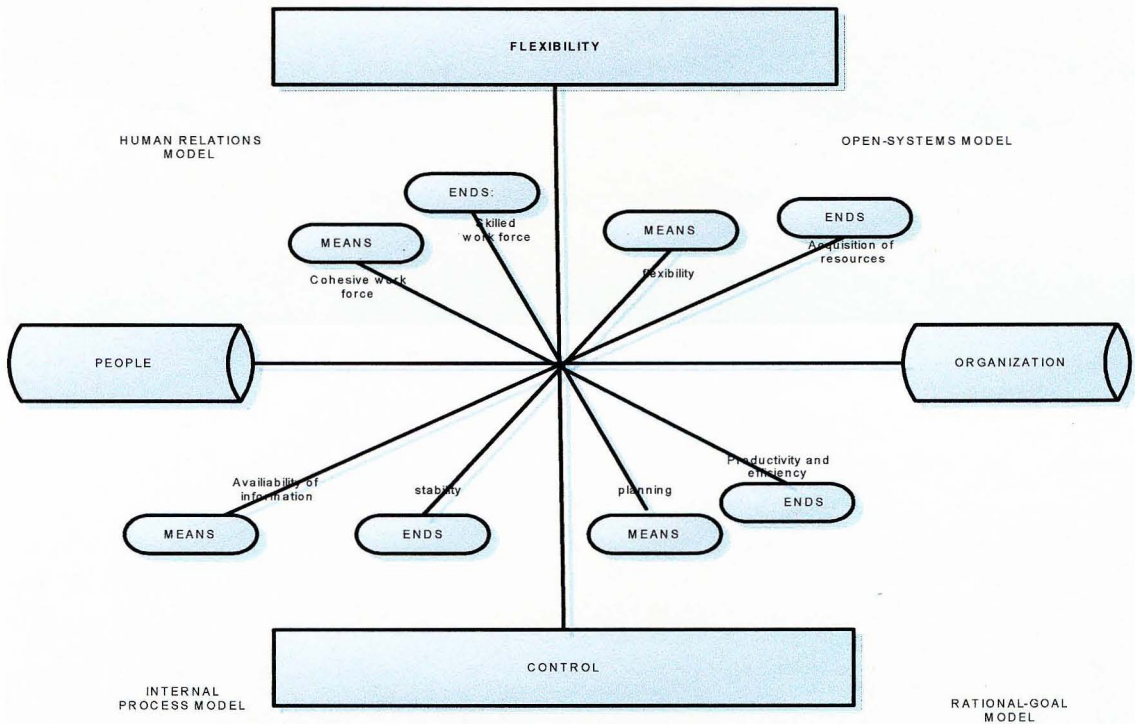 FLEXIBILITY
HUMAN RELATIONS
MODEL
OPEN-SYSTEMS MODEL
ENDS:
Skilled
work force
MEANS
Cohesive work
force
MEANS
flexibility
ENDS
Acquisition of
resources
PEOPLE
ORGANIZATION
Availiability of
information
MEANS
stability
ENDS
planning
MEANS
Productivity and
efficiency
ENDS
CONTROL
INTERNAL
PROCESS MODEL
RATIONAL-GOAL
MODEL